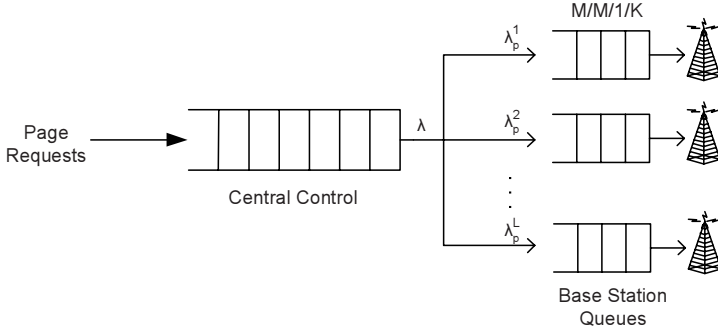 M/M/1/K
λ_p^1
Page
Requests
λ
λ_p^2
Central Control
λ_p^L
Base Station
Queues